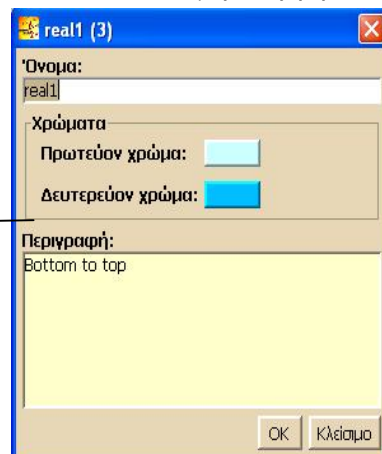 real1 (3)
Όνομα:
real1
Χρώματα
Πρωτεύον χρώμα:
Δευτερεύον χρώμα:
Περιγραφή:
Bottom to top
OK Κλείσιμο